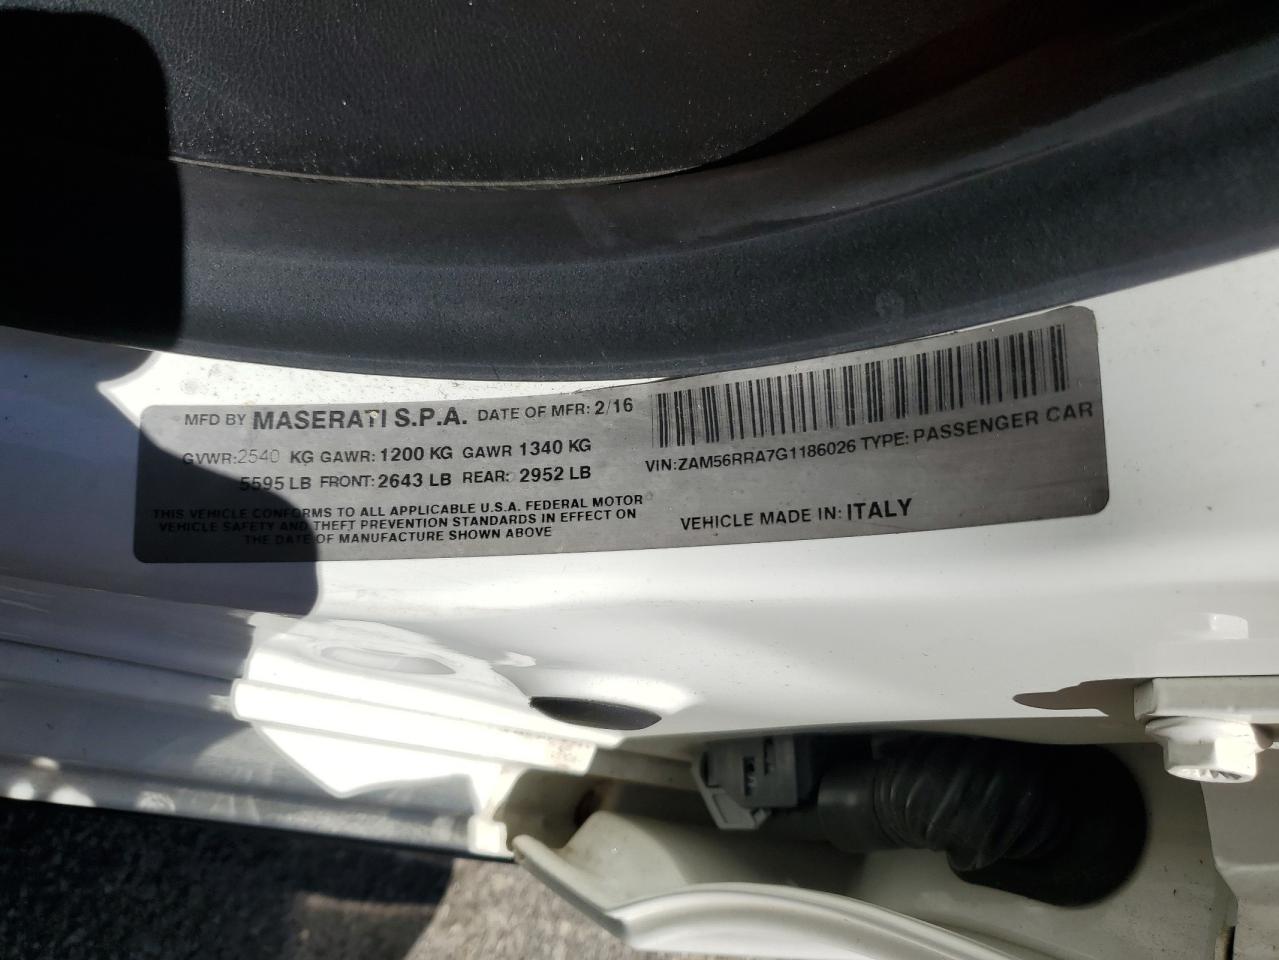 MFD BY MASERATI S.P.A. DATE OF MFR: 2/16
GVWR:2540 KG GAWR: 1200 KG GAWR 1340 KG
5595 LB FRONT: 2643 LB REAR: 2952 LB
THIS VEHICLE CONFORMS TO ALL APPLICABLE U.S.A. FEDERAL MOTOR
VEHICLE SAFETY AND THEFT PREVENTION STANDARDS IN EFFECT ON
THE DATE OF MANUFACTURE SHOWN ABOVE
VIN:ZAM56RRA7G1186026 TYPE: PASSENGER CAR
VEHICLE MADE IN: ITALY